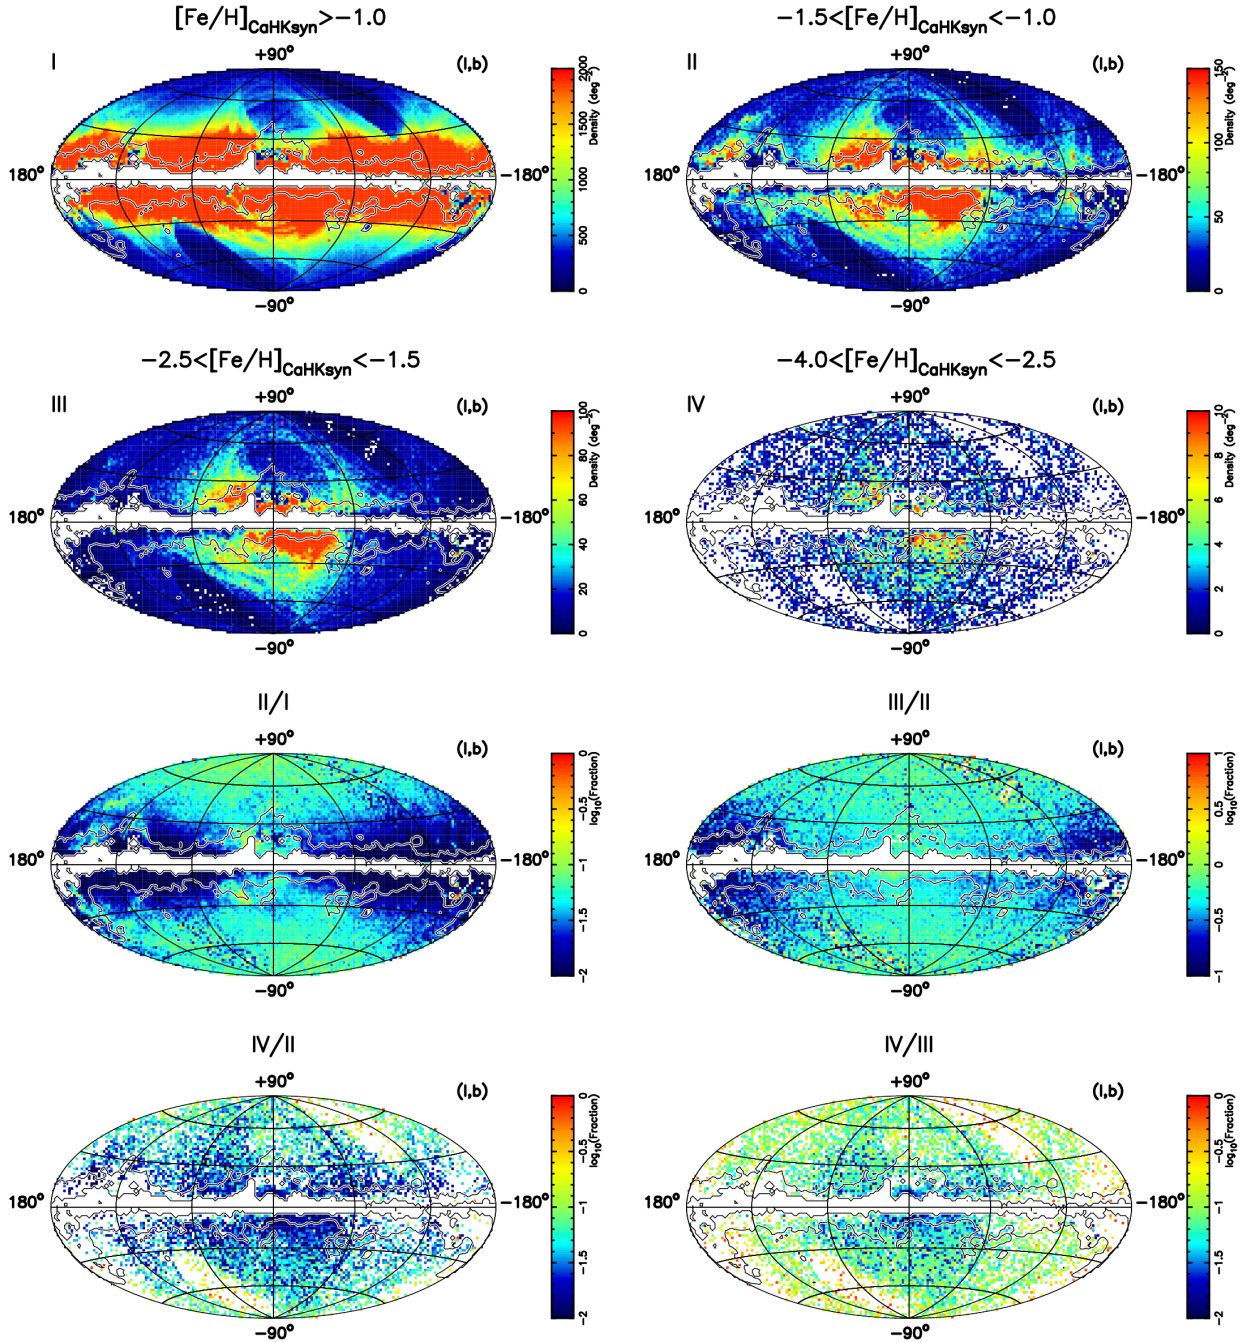 [Fe/H]CaHKsyn>−1.0
−1.5<[Fe/H]CaHKsyn<−1.0
I +90° (l,b)
180° −180°
−90°
0 500 1000 1500 2000
Density (deg−2)
II +90° (l,b)
180° −180°
−90°
0 50 100 150
Density (deg−2)
−2.5<[Fe/H]CaHKsyn<−1.5
−4.0<[Fe/H]CaHKsyn<−2.5
III +90° (l,b)
180° −180°
−90°
0 20 40 60 80 100
Density (deg−2)
IV +90° (l,b)
180° −180°
−90°
0 2 4 6 8 10
Density (deg−2)
II/I
+90° (l,b)
180° −180°
−90°
−2 −1.5 −1 −0.5 0
log10(Fraction)
III/II
+90° (l,b)
180° −180°
−90°
−1 −0.5 0 0.5 1
log10(Fraction)
IV/II
+90° (l,b)
180° −180°
−90°
−2 −1.5 −1 −0.5 0
log10(Fraction)
IV/III
+90° (l,b)
180° −180°
−90°
−2 −1.5 −1 −0.5 0
log10(Fraction)